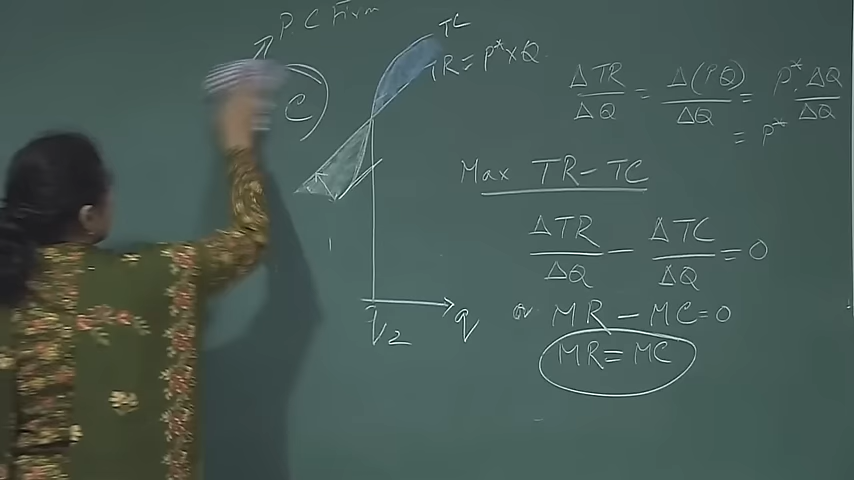 P C Firm
C
TC
TR = P* x Q
q2
q
ΔTR/ΔQ = Δ(PQ)/ΔQ = P*.ΔQ/ΔQ
= P*
Max TR - TC
ΔTR/ΔQ - ΔTC/ΔQ = 0
or MR - MC = 0
MR = MC